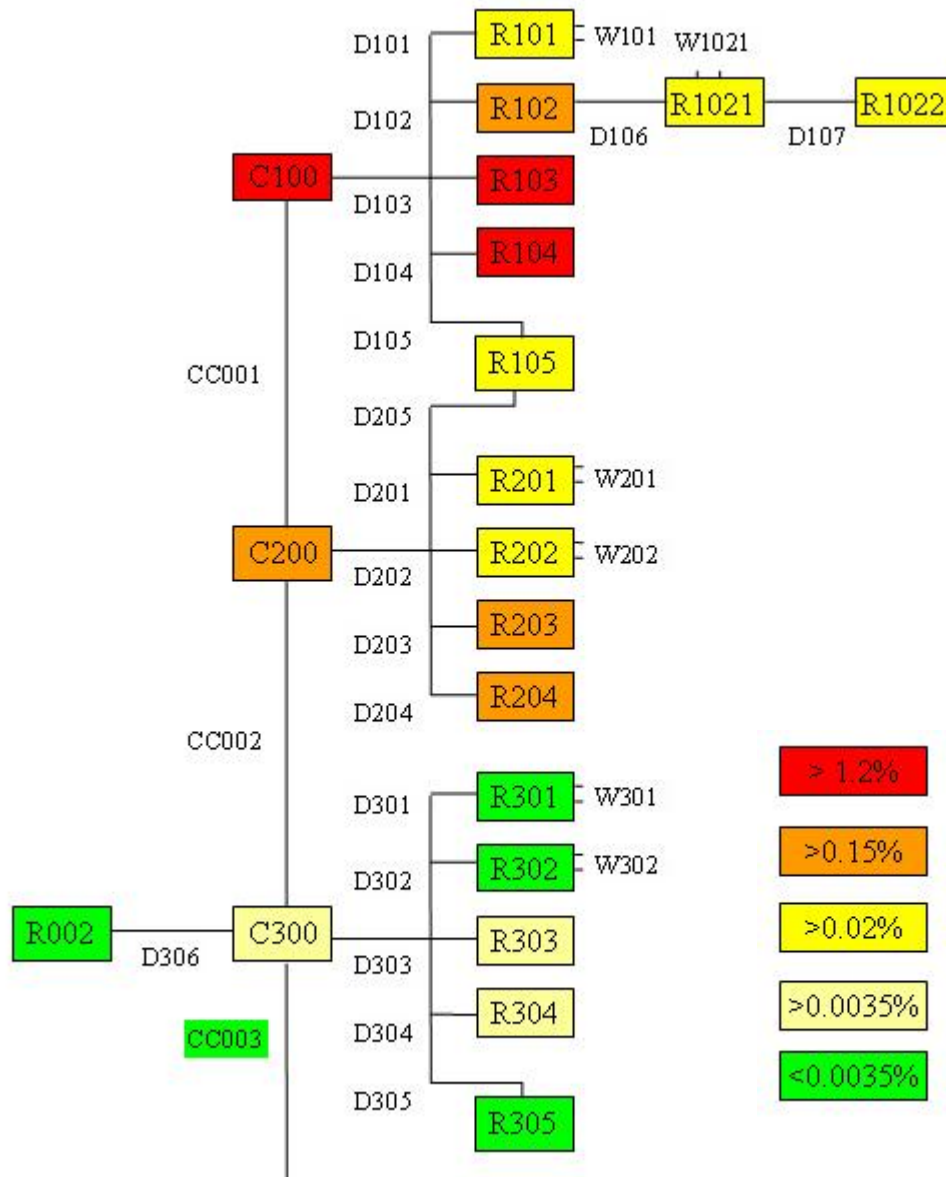 D101
R101
W101
W1021
D102
R102
D106
R1021
D107
R1022
C100
D103
R103
D104
R104
D105
R105
CC001
D205
D201
R201
W201
C200
D202
R202
W202
D203
R203
D204
R204
CC002
D301
R301
W301
D302
R302
W302
R002
D306
C300
D303
R303
CC003
D304
R304
D305
R305
> 1.2%
>0.15%
>0.02%
>0.0035%
<0.0035%